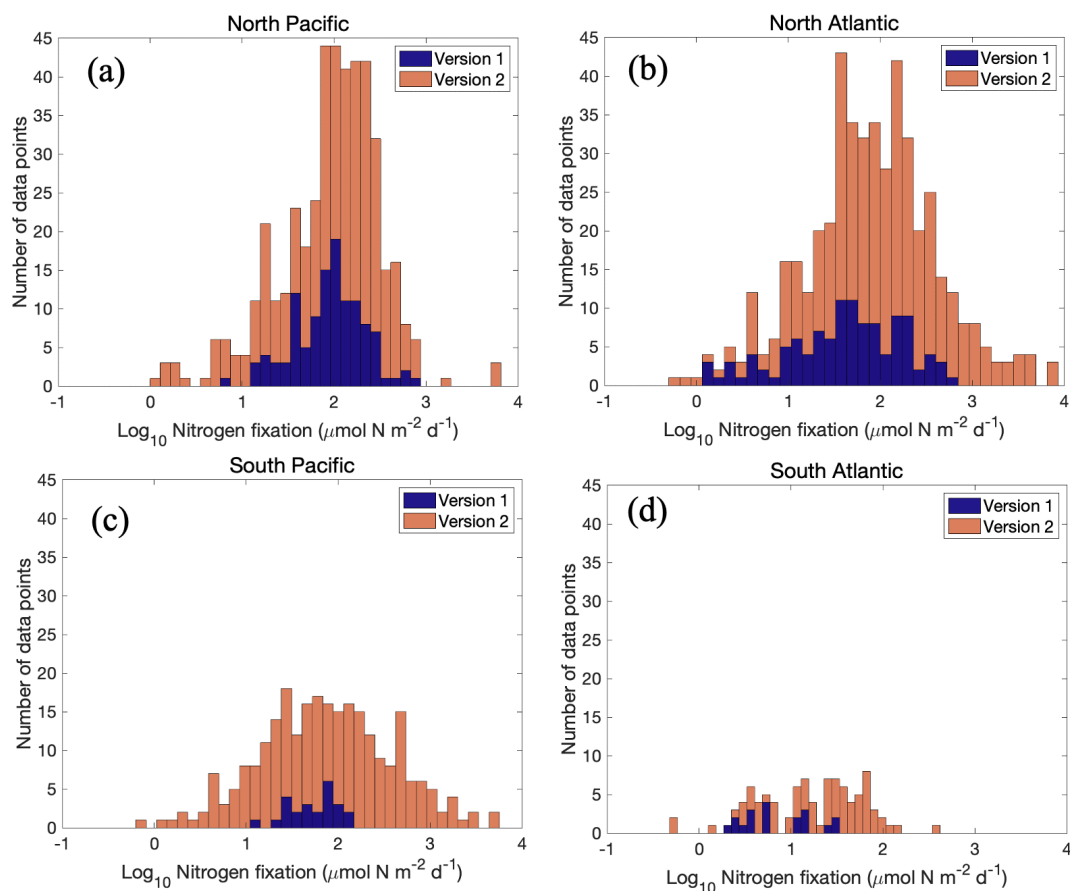 North Pacific
(a)
Version 1
Version 2
Number of data points
45
40
35
30
25
20
15
10
5
0
-1 0 1 2 3 4
Log10 Nitrogen fixation (μmol N m-2 d-1)
North Atlantic
(b)
Version 1
Version 2
Number of data points
45
40
35
30
25
20
15
10
5
0
-1 0 1 2 3 4
Log10 Nitrogen fixation (μmol N m-2 d-1)
South Pacific
(c)
Version 1
Version 2
Number of data points
45
40
35
30
25
20
15
10
5
0
-1 0 1 2 3 4
Log10 Nitrogen fixation (μmol N m-2 d-1)
South Atlantic
(d)
Version 1
Version 2
Number of data points
45
40
35
30
25
20
15
10
5
0
-1 0 1 2 3 4
Log10 Nitrogen fixation (μmol N m-2 d-1)